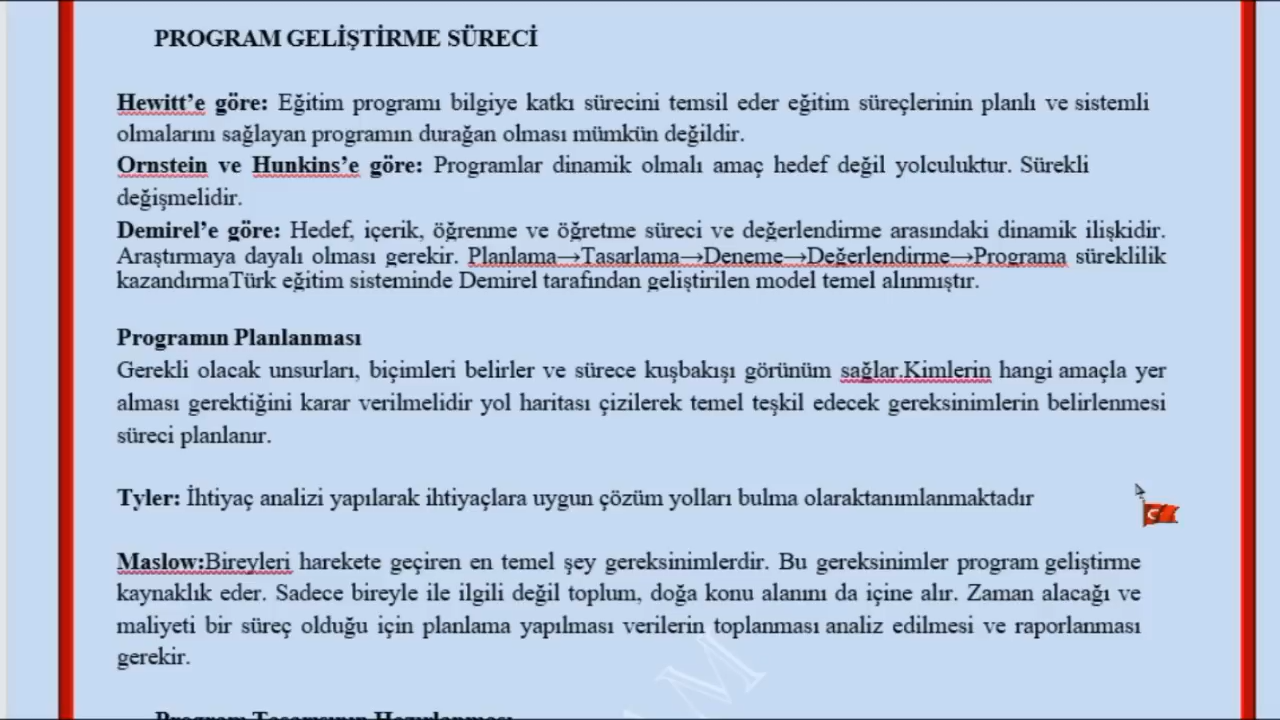 PROGRAM GELİŞTİRME SÜRECİ
Hewitt’e göre: Eğitim programı bilgiye katkı sürecini temsil eder eğitim süreçlerinin planlı ve sistemli
olmalarını sağlayan programın durağan olması mümkün değildir.
Ornstein ve Hunkins’e göre: Programlar dinamik olmalı amaç hedef değil yolculuktur. Sürekli
değişmelidir.
Demirel’e göre: Hedef, içerik, öğrenme ve öğretme süreci ve değerlendirme arasındaki dinamik ilişkidir.
Araştırmaya dayalı olması gerekir. Planlama→Tasarlama→Deneme→Değerlendirme→Programa süreklilik
kazandırmaTürk eğitim sisteminde Demirel tarafından geliştirilen model temel alınmıştır.
Programın Planlanması
Gerekli olacak unsurları, biçimleri belirler ve sürece kuşbakışı görünüm sağlar.Kimlerin hangi amaçla yer
alması gerektiğini karar verilmelidir yol haritası çizilerek temel teşkil edecek gereksinimlerin belirlenmesi
süreci planlanır.
Tyler: İhtiyaç analizi yapılarak ihtiyaçlara uygun çözüm yolları bulma olaraktanımlanmaktadır
Maslow:Bireyleri harekete geçiren en temel şey gereksinimlerdir. Bu gereksinimler program geliştirme
kaynaklık eder. Sadece bireyle ile ilgili değil toplum, doğa konu alanını da içine alır. Zaman alacağı ve
maliyeti bir süreç olduğu için planlama yapılması verilerin toplanması analiz edilmesi ve raporlanması
gerekir.
Program Tasarısının Hazırlanması